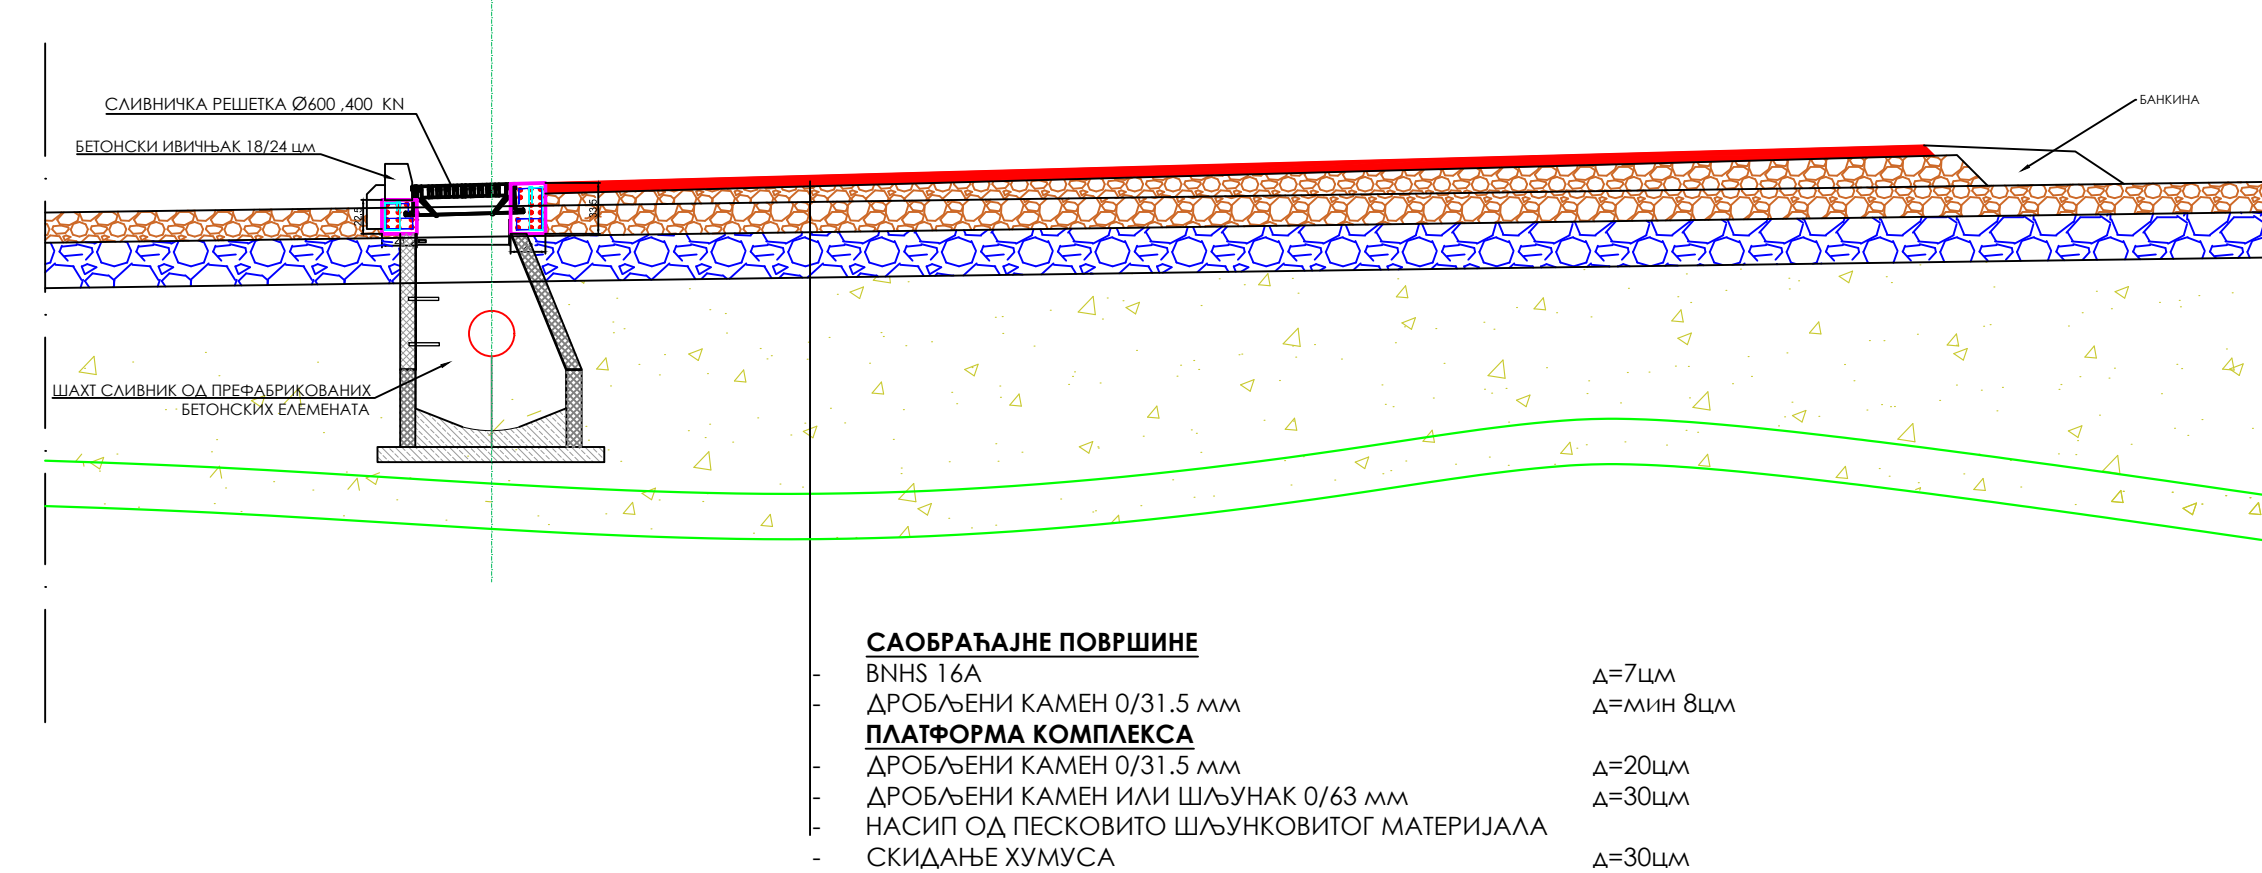 СЛИВНИЧКА РЕШЕТКА Ø600 ,400 KN
БАНКИНА
БЕТОНСКИ ИВИЧЊАК 18/24 цм
ШАХТ СЛИВНИК ОД ПРЕФАБРИКОВАНИХ
БЕТОНСКИХ ЕЛЕМЕНАТА
САОБРАЋАЈНЕ ПОВРШИНЕ
- BNHS 16A д=7цм
- ДРОБЉЕНИ КАМЕН 0/31.5 мм д=мин 8цм
ПЛАТФОРМА КОМПЛЕКСА
- ДРОБЉЕНИ КАМЕН 0/31.5 мм д=20цм
- ДРОБЉЕНИ КАМЕН ИЛИ ШЉУНАК 0/63 мм д=30цм
- НАСИП ОД ПЕСКОВИТО ШЉУНКОВИТОГ МАТЕРИЈАЛА
- СКИДАЊЕ ХУМУСА д=30цм